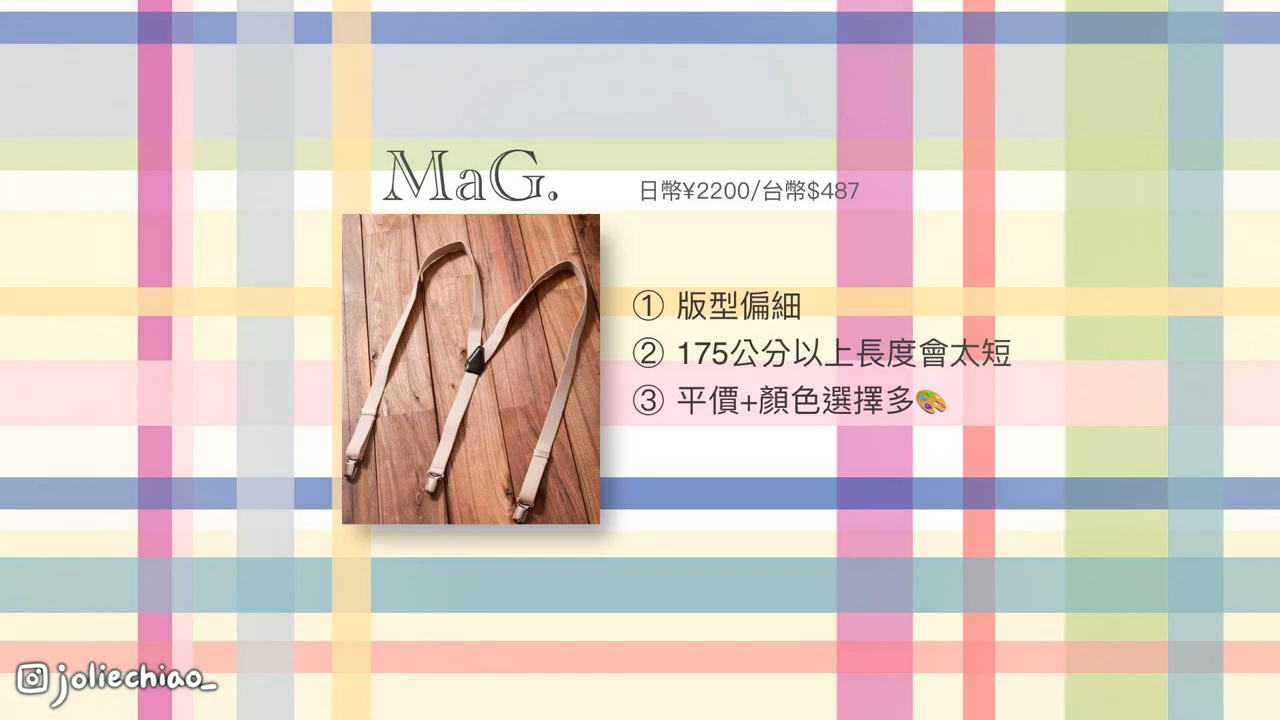 MaG.
日幣¥2200/台幣$487
① 版型偏細
② 175公分以上長度會太短
③ 平價+顏色選擇多🎨
joliechiao_